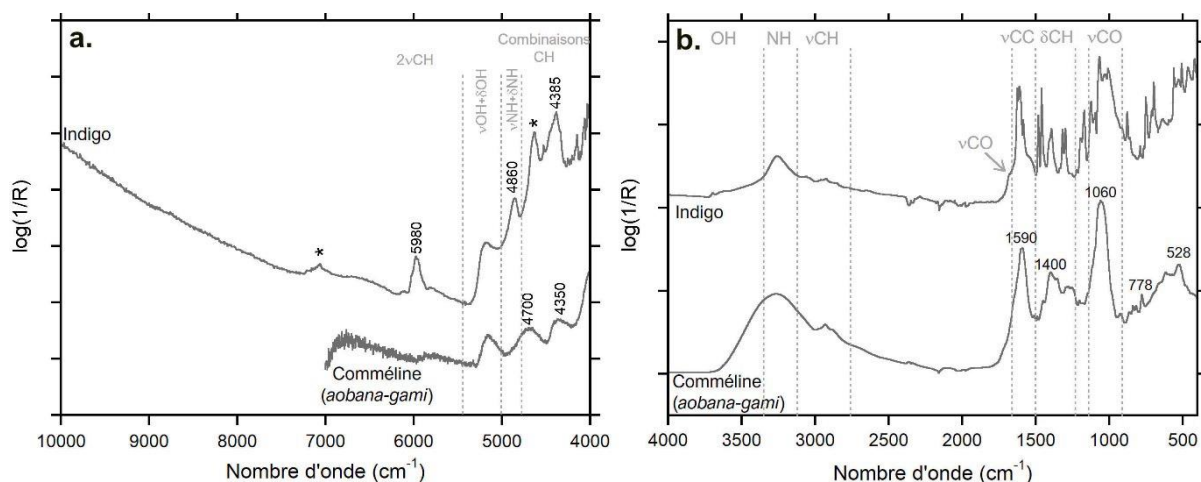 a.
2νCH
νOH+δOH
νNH+δNH
Combinaisons
CH
Indigo
*
5980
4860
*
4385
4700
4350
Comméline
(aobana-gami)
log(1/R)
10000 9000 8000 7000 6000 5000 4000
Nombre d'onde (cm-1)
b.
OH NH νCH νCC δCH νCO
νCO
Indigo
1590
1400
1060
778
528
Comméline
(aobana-gami)
log(1/R)
4000 3500 3000 2500 2000 1500 1000 500
Nombre d'onde (cm-1)